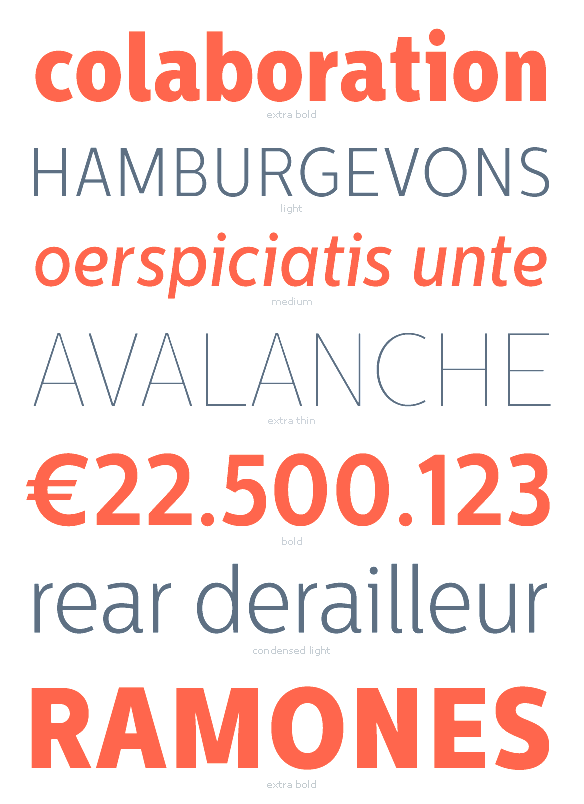 colaboration
extra bold
HAMBURGEVONS
light
oerspiciatis unte
medium
AVALANCHE
extra thin
€22.500.123
bold
rear derailleur
condensed light
RAMONES
extra bold